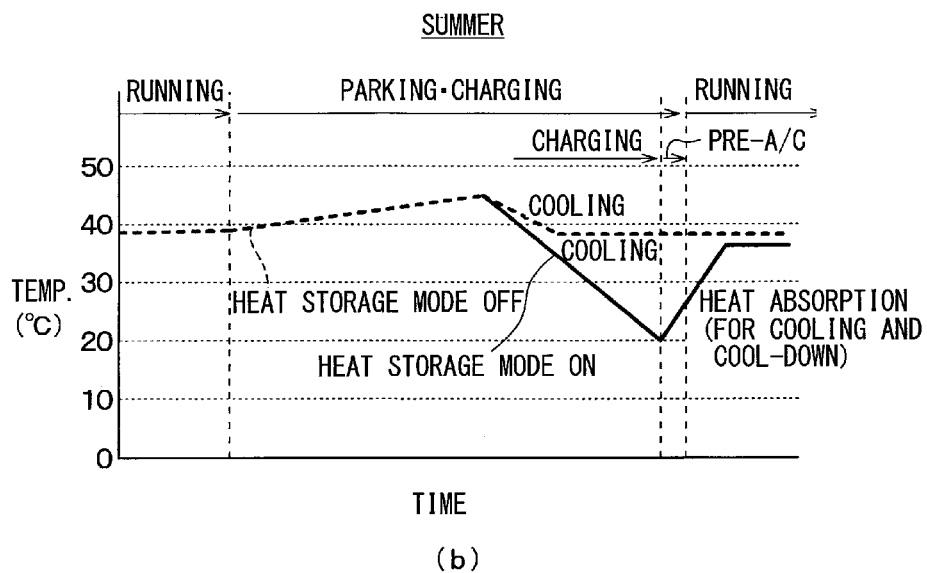 SUMMER
RUNNING
PARKING·CHARGING
RUNNING
CHARGING
PRE-A/C
50
40
30
20
10
0
TEMP.
(℃)
COOLING
COOLING
HEAT STORAGE MODE OFF
HEAT STORAGE MODE ON
HEAT ABSORPTION
(FOR COOLING AND
COOL-DOWN)
TIME
(b)